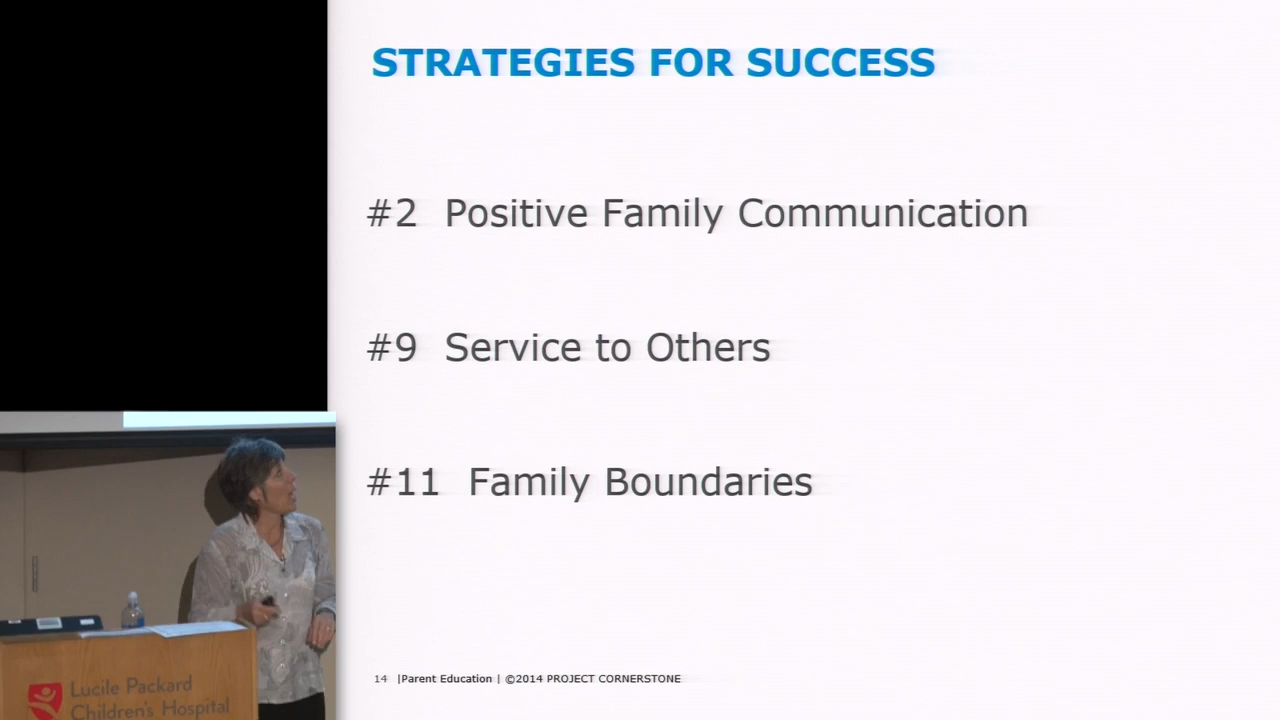 STRATEGIES FOR SUCCESS
#2 Positive Family Communication
#9 Service to Others
#11 Family Boundaries
14 |Parent Education | ©2014 PROJECT CORNERSTONE
Lucile Packard
Children's Hospital